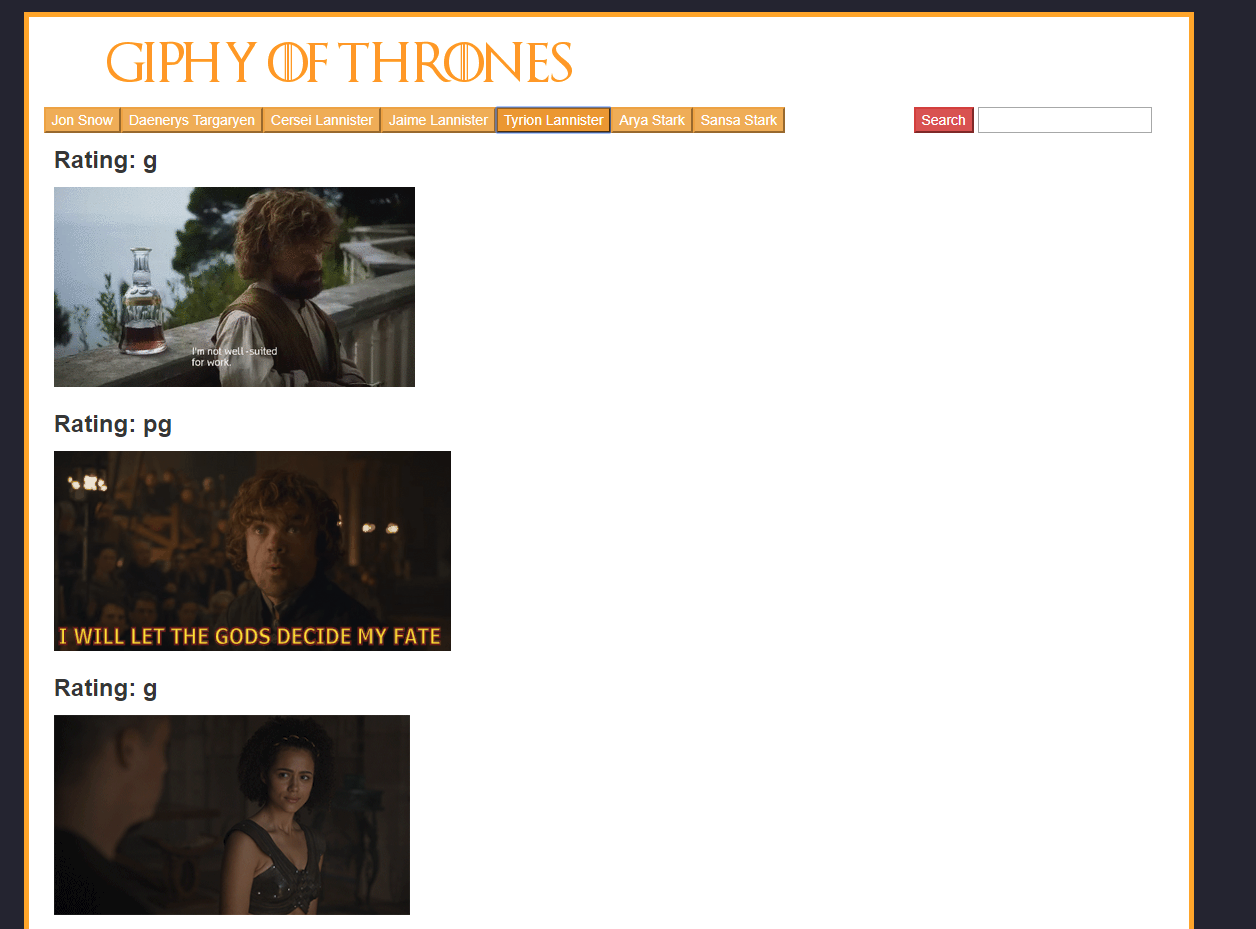 GIPHY OF THRONES
Jon Snow Daenerys Targaryen Cersei Lannister Jaime Lannister Tyrion Lannister Arya Stark Sansa Stark Search
Rating: g
I'm not well-suited
for work.
Rating: pg
I WILL LET THE GODS DECIDE MY FATE
Rating: g